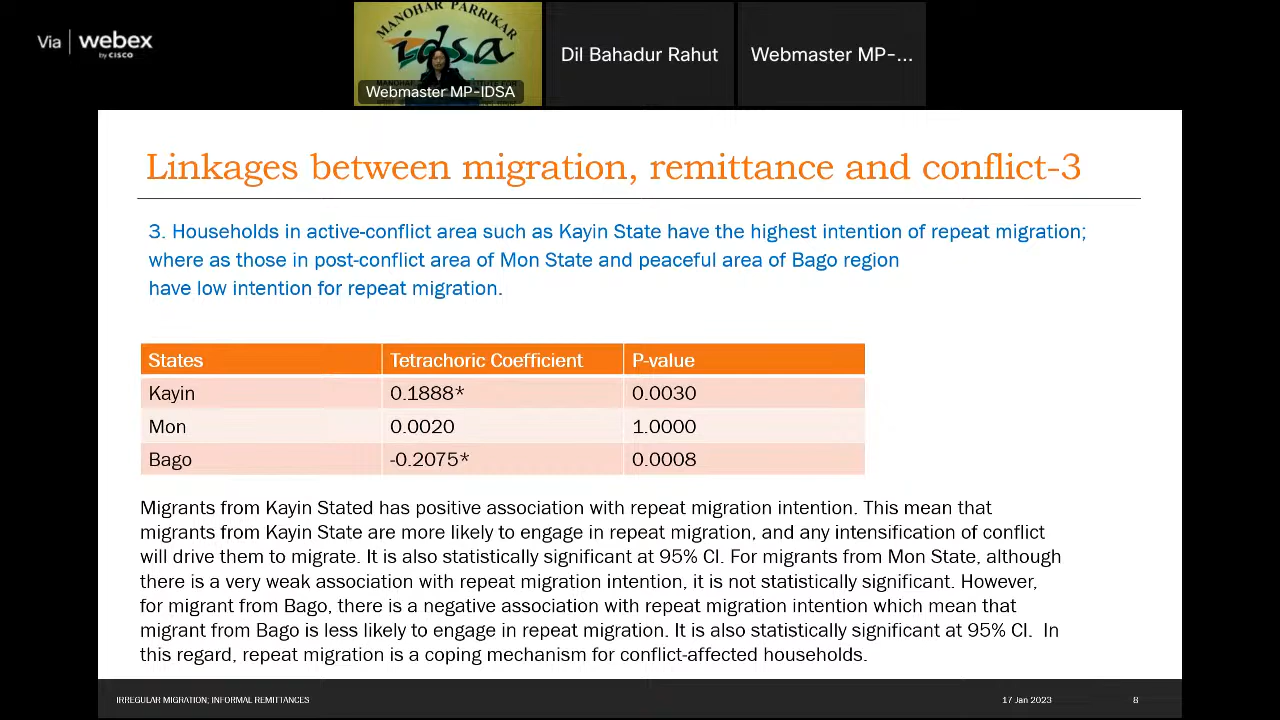 Via webex
by CISCO
MANOHAR PARRIKAR
idsa
MANOHAR
Webmaster MP-IDSA
Dil Bahadur Rahut
Webmaster MP-...
Linkages between migration, remittance and conflict-3
3. Households in active-conflict area such as Kayin State have the highest intention of repeat migration;
where as those in post-conflict area of Mon State and peaceful area of Bago region
have low intention for repeat migration.
States Tetrachoric Coefficient P-value
Kayin 0.1888* 0.0030
Mon 0.0020 1.0000
Bago -0.2075* 0.0008
Migrants from Kayin Stated has positive association with repeat migration intention. This mean that
migrants from Kayin State are more likely to engage in repeat migration, and any intensification of conflict
will drive them to migrate. It is also statistically significant at 95% CI. For migrants from Mon State, although
there is a very weak association with repeat migration intention, it is not statistically significant. However,
for migrant from Bago, there is a negative association with repeat migration intention which mean that
migrant from Bago is less likely to engage in repeat migration. It is also statistically significant at 95% CI. In
this regard, repeat migration is a coping mechanism for conflict-affected households.
IRREGULAR MIGRATION; INFORMAL REMITTANCES 17 Jan 2023 8